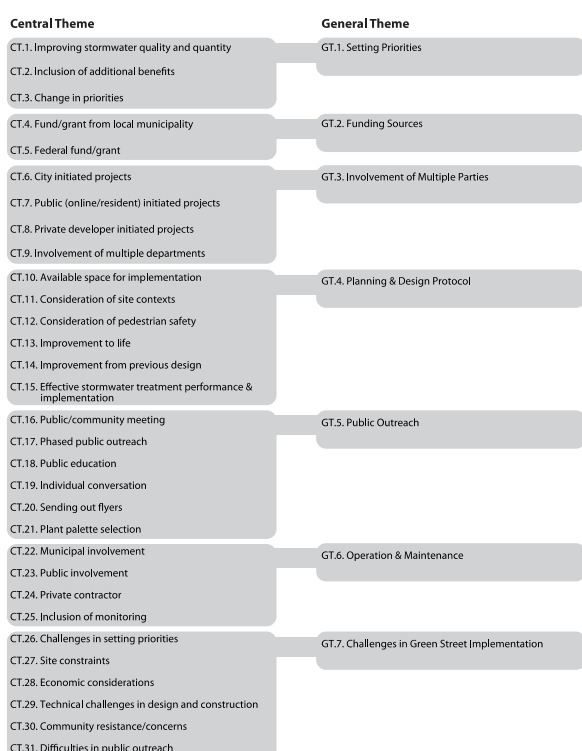 Central Theme
General Theme
CT.1. Improving stormwater quality and quantity
GT.1. Setting Priorities
CT.2. Inclusion of additional benefits
CT.3. Change in priorities
CT.4. Fund/grant from local municipality
GT.2. Funding Sources
CT.5. Federal fund/grant
CT.6. City initiated projects
GT.3. Involvement of Multiple Parties
CT.7. Public (online/resident) initiated projects
CT.8. Private developer initiated projects
CT.9. Involvement of multiple departments
CT.10. Available space for implementation
GT.4. Planning & Design Protocol
CT.11. Consideration of site contexts
CT.12. Consideration of pedestrian safety
CT.13. Improvement to life
CT.14. Improvement from previous design
CT.15. Effective stormwater treatment performance &
implementation
CT.16. Public/community meeting
GT.5. Public Outreach
CT.17. Phased public outreach
CT.18. Public education
CT.19. Individual conversation
CT.20. Sending out flyers
CT.21. Plant palette selection
CT.22. Municipal involvement
GT.6. Operation & Maintenance
CT.23. Public involvement
CT.24. Private contractor
CT.25. Inclusion of monitoring
CT.26. Challenges in setting priorities
GT.7. Challenges in Green Street Implementation
CT.27. Site constraints
CT.28. Economic considerations
CT.29. Technical challenges in design and construction
CT.30. Community resistance/concerns
CT.31. Difficulties in public outreach